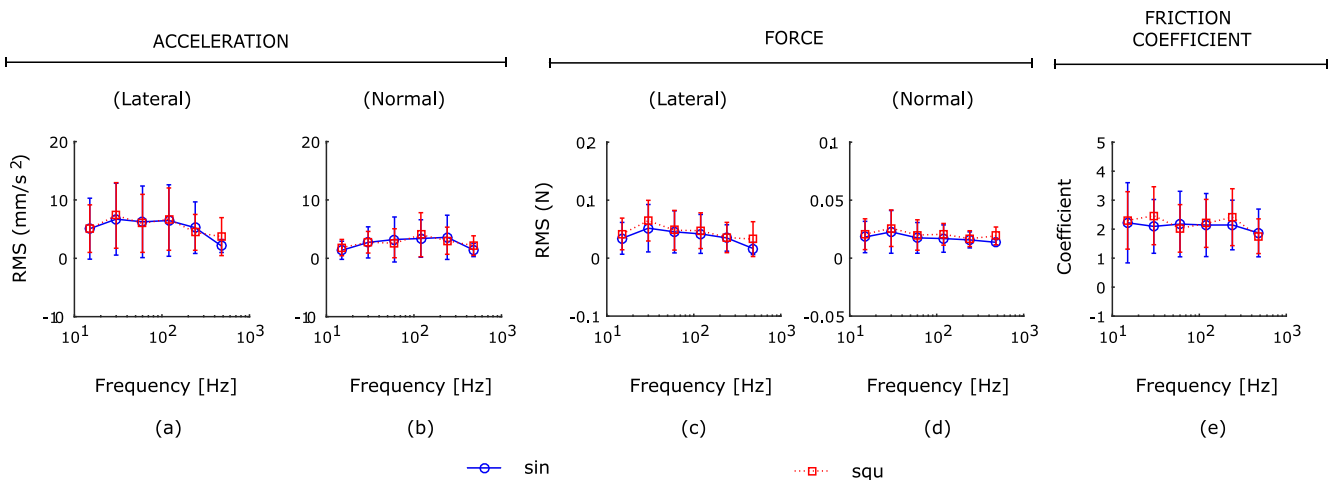 ACCELERATION
FORCE
FRICTION
COEFFICIENT
(Lateral)
(Normal)
(Lateral)
(Normal)
RMS (mm/s ²)
20
10
0
-10
10¹
10²
10³
Frequency [Hz]
(a)
20
10
0
-10
10¹
10²
10³
Frequency [Hz]
(b)
RMS (N)
0.2
0.1
0
-0.1
10¹
10²
10³
Frequency [Hz]
(c)
0.1
0.05
0
-0.05
10¹
10²
10³
Frequency [Hz]
(d)
Coefficient
5
4
3
2
1
0
-1
10¹
10²
10³
Frequency [Hz]
(e)
sin
squ